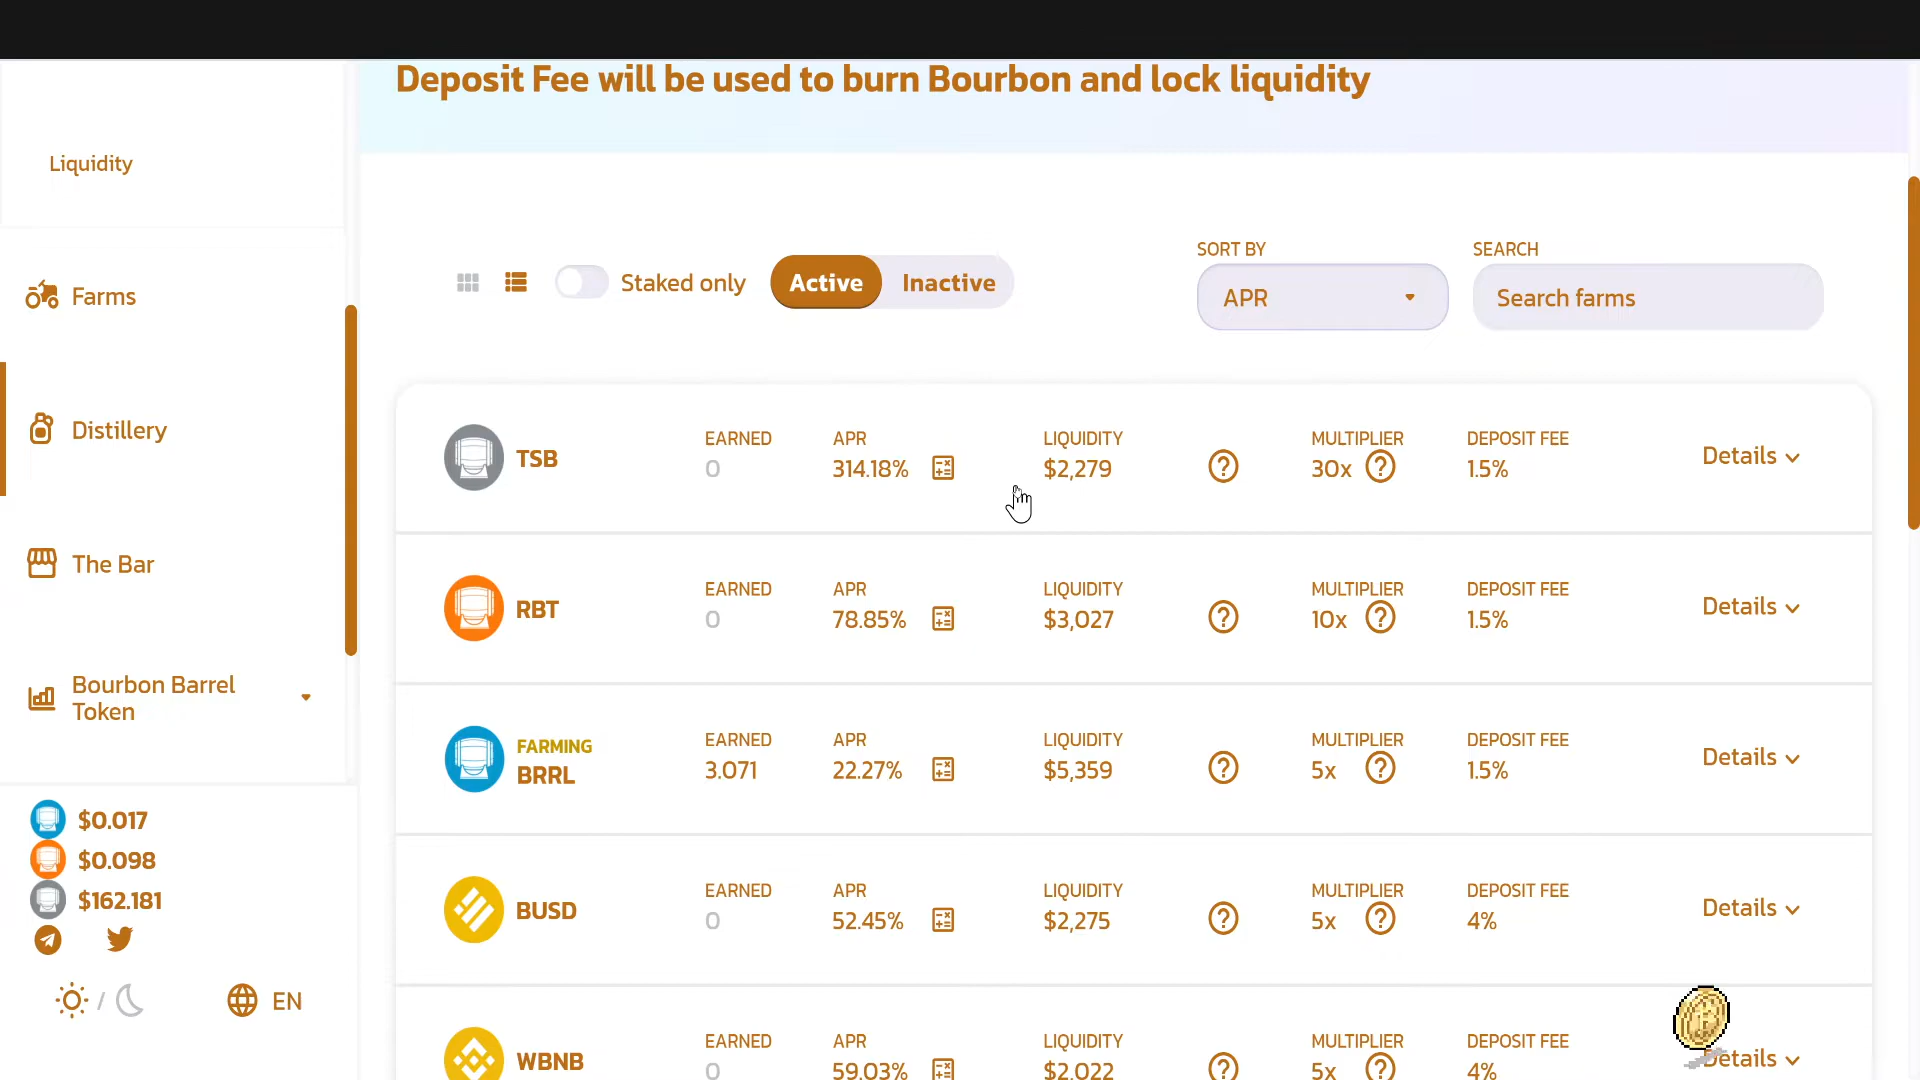 Deposit Fee will be used to burn Bourbon and lock liquidity
Liquidity
Farms
Distillery
The Bar
Bourbon Barrel
Token
$0.017
$0.098
$162.181
/
EN
Staked only
Active
Inactive
SORT BY
APR
SEARCH
Search farms
TSB
EARNED
0
APR
314.18%
LIQUIDITY
$2,279
MULTIPLIER
30x
DEPOSIT FEE
1.5%
Details
RBT
EARNED
0
APR
78.85%
LIQUIDITY
$3,027
MULTIPLIER
10x
DEPOSIT FEE
1.5%
Details
FARMING
BRRL
EARNED
3.071
APR
22.27%
LIQUIDITY
$5,359
MULTIPLIER
5x
DEPOSIT FEE
1.5%
Details
BUSD
EARNED
0
APR
52.45%
LIQUIDITY
$2,275
MULTIPLIER
5x
DEPOSIT FEE
4%
Details
WBNB
EARNED
0
APR
59.03%
LIQUIDITY
$2,022
MULTIPLIER
5x
DEPOSIT FEE
4%
Details